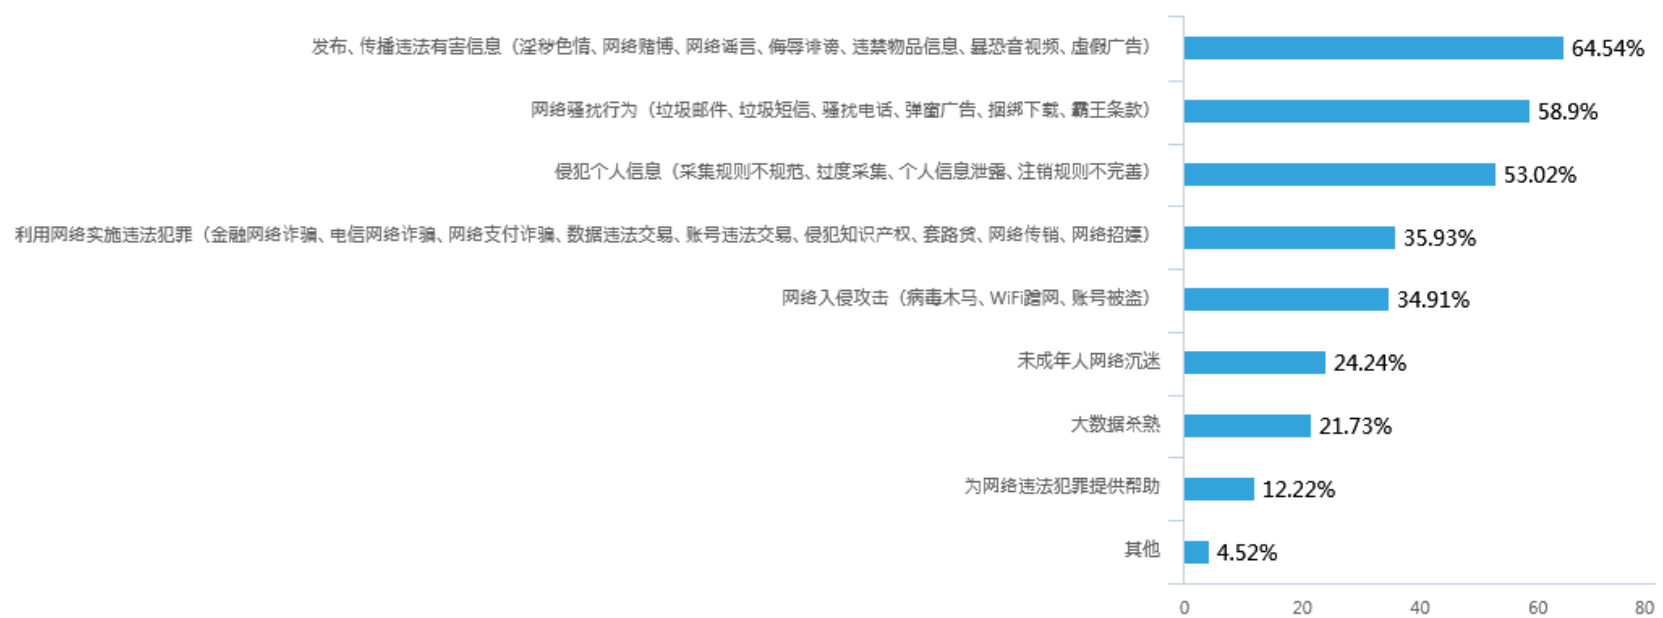 发布、传播违法有害信息（淫秽色情、网络赌博、网络谣言、侮辱诽谤、违禁物品信息、暴恐音视频、虚假广告） 64.54%
网络骚扰行为（垃圾邮件、垃圾短信、骚扰电话、弹窗广告、捆绑下载、霸王条款） 58.9%
侵犯个人信息（采集规则不规范、过度采集、个人信息泄露、注销规则不完善） 53.02%
利用网络实施违法犯罪（金融网络诈骗、电信网络诈骗、网络支付诈骗、数据违法交易、账号违法交易、侵犯知识产权、套路贷、网络传销、网络招嫖） 35.93%
网络入侵攻击（病毒木马、WiFi蹭网、账号被盗） 34.91%
未成年人网络沉迷 24.24%
大数据杀熟 21.73%
为网络违法犯罪提供帮助 12.22%
其他 4.52%
0 20 40 60 80